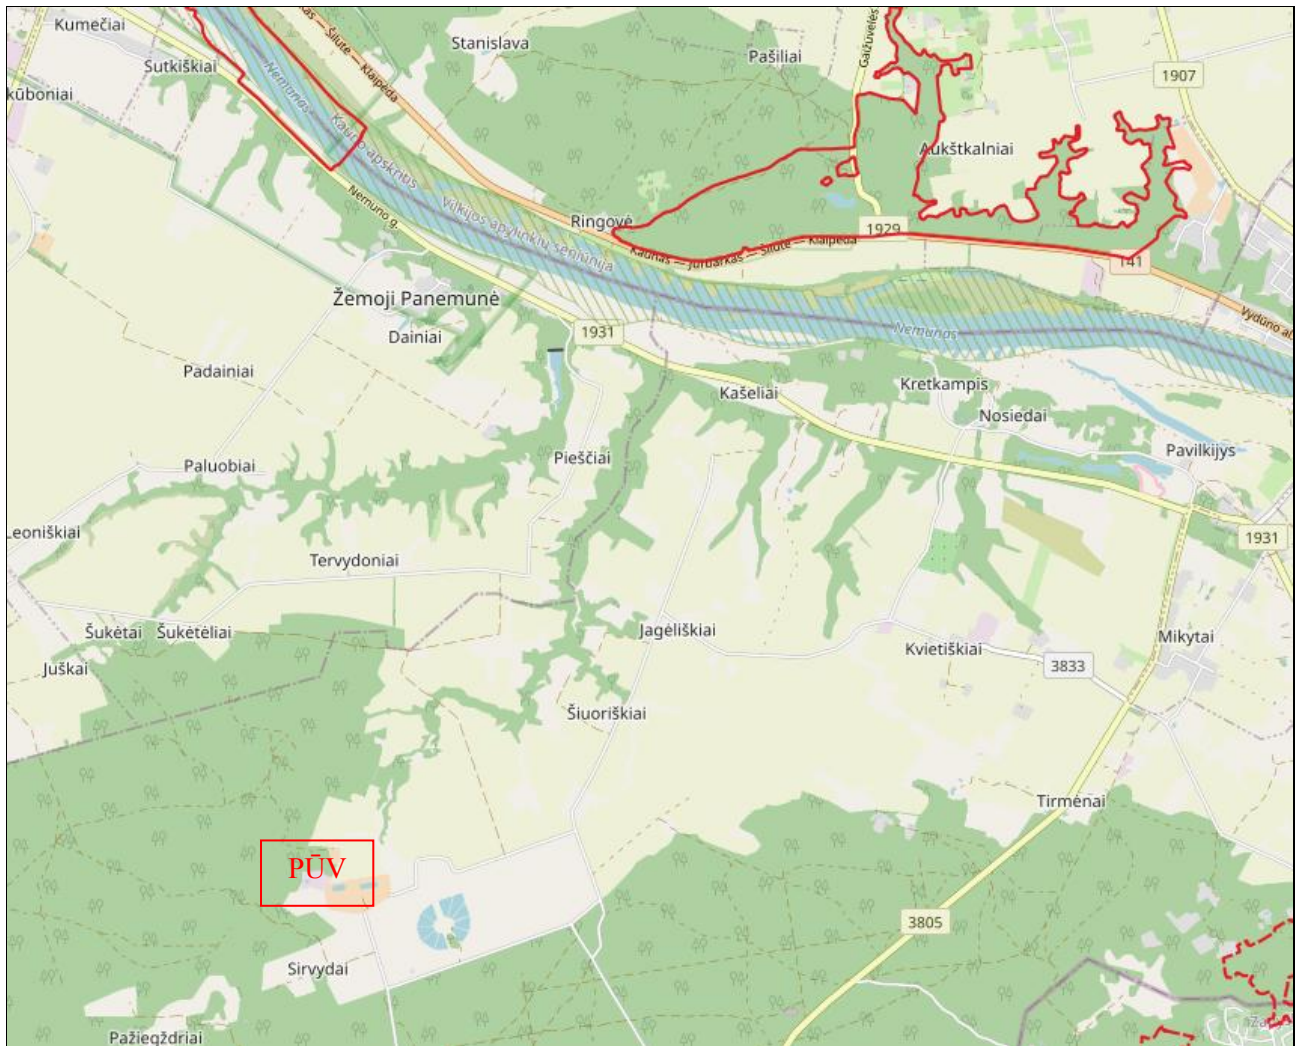 Kumečiai
Stanislava
Gaižuvėlės
Pašiliai
Šilutė — Klaipėda
Sutkiškiai
1907
kūboniai
Nemunas
Kauno apskritis
Aukštkalniai
Nemuno g.
Vilkijos apylinkių seniūnija
Ringovė
1929
Kaunas — Jurbarkas — Šilutė — Klaipėda
141
Žemoji Panemunė
Vydūno al
Dainiai
1931
Nemunas
Padainiai
Kašeliai
Kretkampis
Nosiedai
Pavilkijys
Paluobiai
Pieščiai
Leoniškiai
1931
Tervydoniai
Šukėtai
Šukėtėliai
Jagėliškiai
Mikytai
Kvietiškiai
Juškai
3833
Šiuoriškiai
Tirmėnai
PŪV
3805
Sirvydai
Pažiegždriai